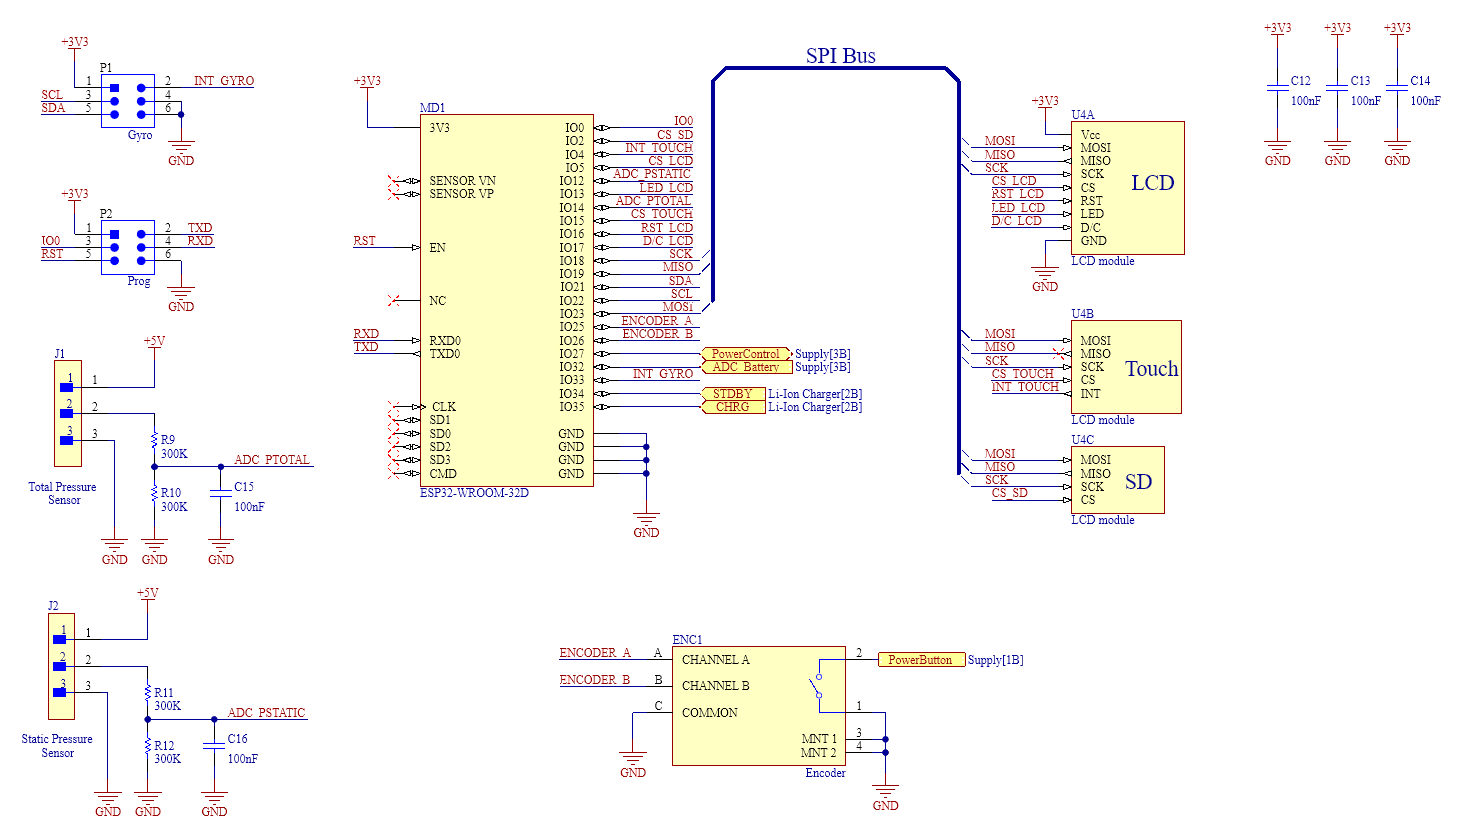 SPI Bus
+3V3
P1
1
2
INT_GYRO
SCL
3
4
SDA
5
6
Gyro
GND
+3V3
P2
1
2
TXD
IO0
3
4
RXD
RST
5
6
Prog
GND
+5V
J1
1
1
2
2
3
3
R9
300K
ADC_PTOTAL
R10
300K
C15
100nF
Total Pressure
Sensor
GND
GND
GND
+5V
J2
1
1
2
2
3
3
R11
300K
ADC_PSTATIC
R12
300K
C16
100nF
Static Pressure
Sensor
GND
GND
GND
+3V3
MD1
3V3
SENSOR VN
SENSOR VP
RST
EN
NC
RXD
RXD0
TXD
TXD0
CLK
SD1
SD0
SD2
SD3
CMD
ESP32-WROOM-32D
IO0
IO0
IO2
CS_SD
IO4
INT_TOUCH
IO5
CS_LCD
IO12
ADC_PSTATIC
IO13
LED_LCD
IO14
ADC_PTOTAL
IO15
CS_TOUCH
IO16
RST_LCD
IO17
D/C_LCD
IO18
SCK
IO19
MISO
IO21
SDA
IO22
SCL
IO23
MOSI
IO25
ENCODER_A
IO26
ENCODER_B
IO27
PowerControl
Supply[3B]
IO32
ADC_Battery
Supply[3B]
IO33
INT_GYRO
IO34
STDBY
Li-Ion Charger[2B]
IO35
CHRG
Li-Ion Charger[2B]
GND
GND
GND
GND
GND
+3V3
U4A
Vcc
MOSI
MOSI
MISO
MISO
SCK
SCK
CS_LCD
CS
RST_LCD
RST
LED_LCD
LED
D/C_LCD
D/C
GND
LCD
LCD module
GND
U4B
MOSI
MOSI
MISO
MISO
SCK
SCK
CS_TOUCH
CS
INT_TOUCH
INT
Touch
LCD module
U4C
MOSI
MOSI
MISO
MISO
SCK
SCK
CS_SD
CS
SD
LCD module
+3V3
+3V3
+3V3
C12
100nF
C13
100nF
C14
100nF
GND
GND
GND
ENC1
ENCODER_A
A
CHANNEL A
ENCODER_B
B
CHANNEL B
C
COMMON
2
PowerButton
Supply[1B]
1
MNT 1
3
MNT 2
4
Encoder
GND
GND